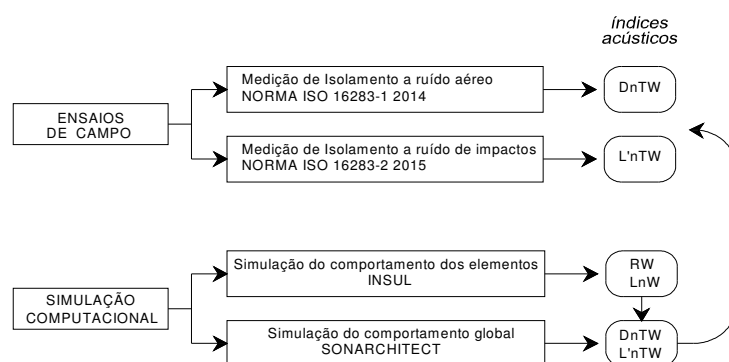 índices
acústicos
Medição de Isolamento a ruído aéreo
NORMA ISO 16283-1 2014
DnTW
ENSAIOS
DE CAMPO
Medição de Isolamento a ruído de impactos
NORMA ISO 16283-2 2015
L'nTW
Simulação do comportamento dos elementos
INSUL
RW
LnW
SIMULAÇÃO
COMPUTACIONAL
Simulação do comportamento global
SONARCHITECT
DnTW
L'nTW